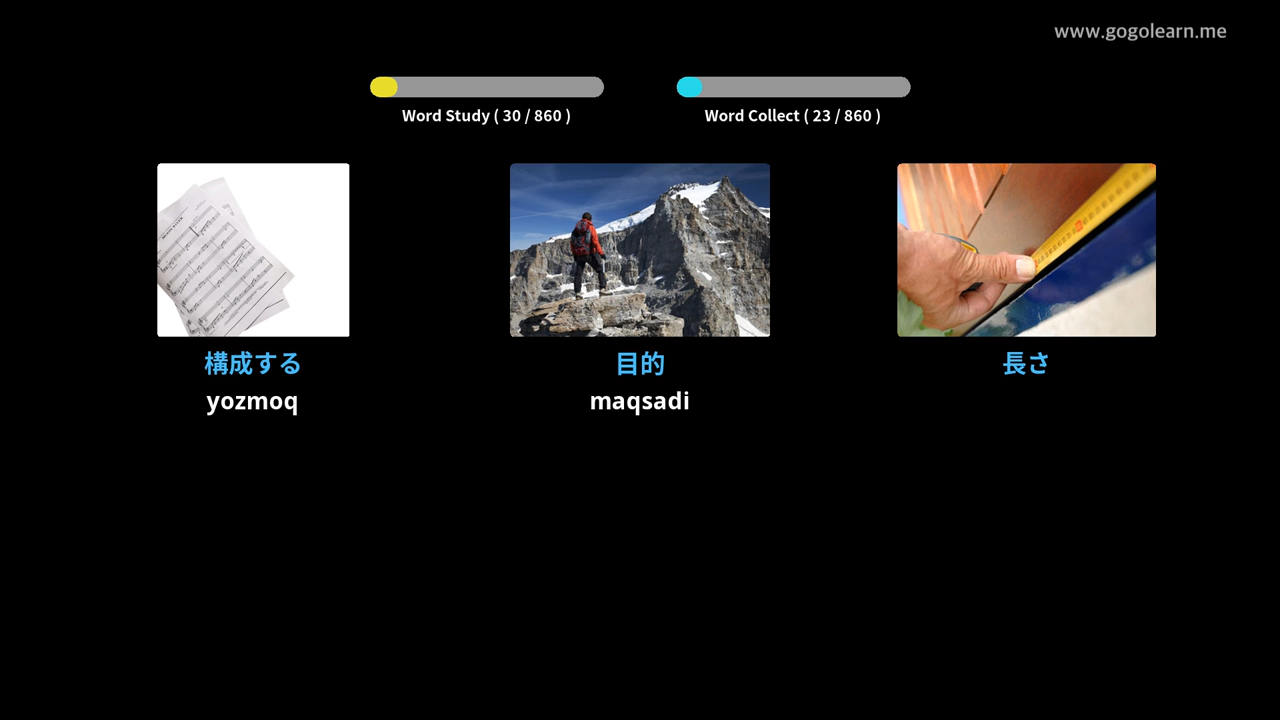 www.gogolearn.me
Word Study ( 30 / 860 )
Word Collect ( 23 / 860 )
構成する
目的
長さ
yozmoq
maqsadi